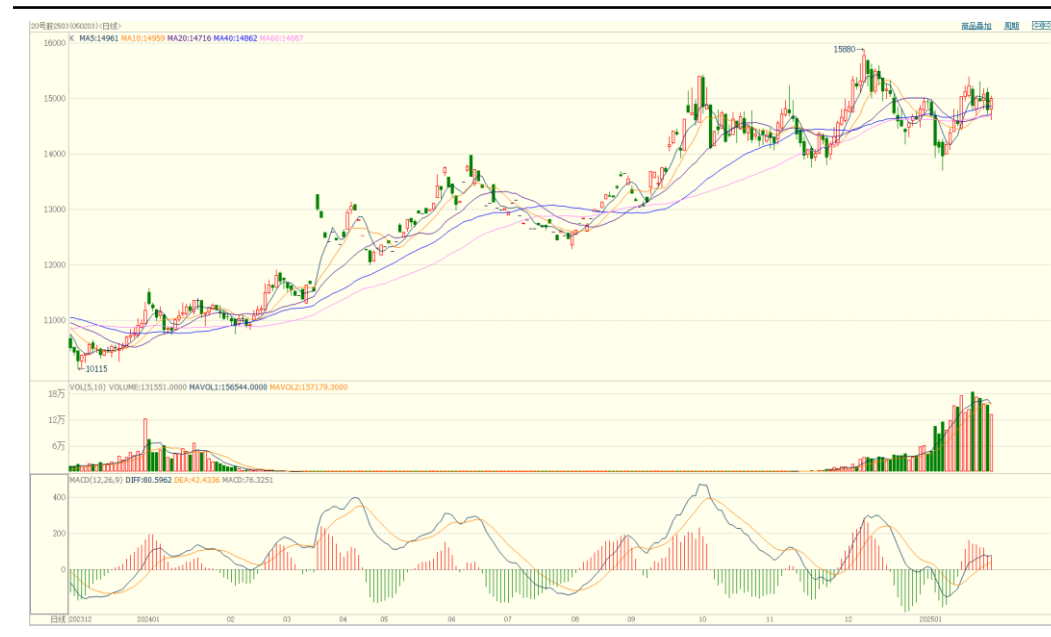 20号胶2503(060203)<日线>
商品叠加 周期
K MA5:14961 MA10:14959 MA20:14716 MA40:14862 MA60:14687
16000
15880→
15000
14000
13000
12000
11000
←10115
VOL(5,10) VOLUME:131551.0000 MAVOL1:156544.0000 MAVOL2:157179.3000
18万
12万
6万
MACD(12,26,9) DIFF:80.5962 DEA:42.4336 MACD:76.3251
400
200
0
日线 202312 202401 02 03 04 05 06 07 08 09 10 11 12 202501